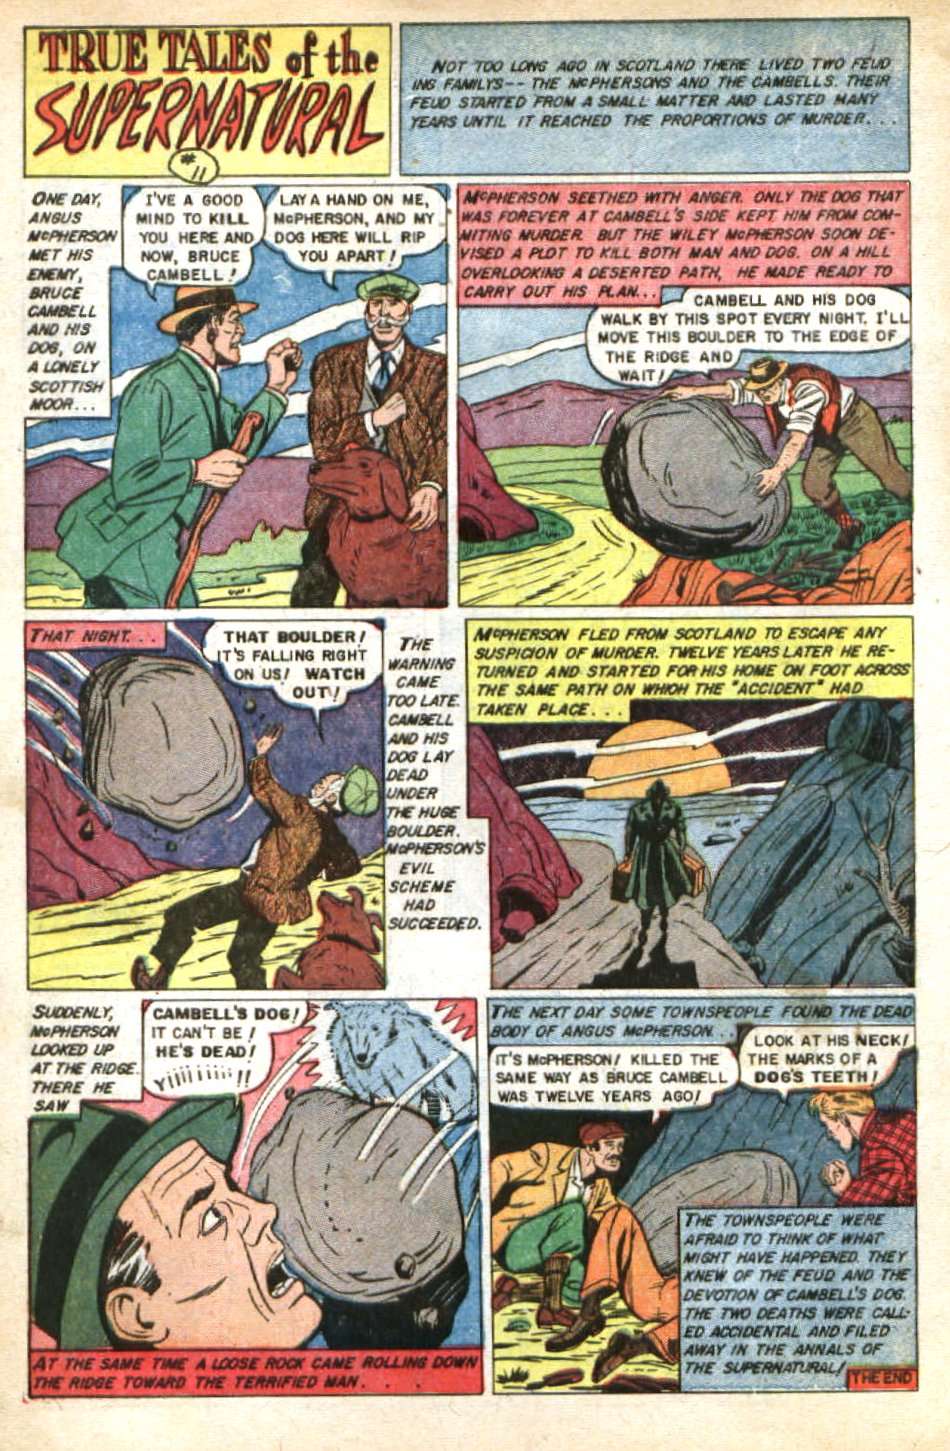 TRUE TALES of the
SUPERNATURAL
# 11
NOT TOO LONG AGO IN SCOTLAND THERE LIVED TWO FEUD
ING FAMILYS-- THE McPHERSONS AND THE CAMBELLS. THEIR
FEUD STARTED FROM A SMALL MATTER AND LASTED MANY
YEARS UNTIL IT REACHED THE PROPORTIONS OF MURDER...
ONE DAY,
ANGUS
McPHERSON
MET HIS
ENEMY,
BRUCE
CAMBELL
AND HIS
DOG, ON
A LONELY
SCOTTISH
MOOR...
I'VE A GOOD
MIND TO KILL
YOU HERE AND
NOW, BRUCE
CAMBELL!
LAY A HAND ON ME,
McPHERSON, AND MY
DOG HERE WILL RIP
YOU APART!
McPHERSON SEETHED WITH ANGER. ONLY THE DOG THAT
WAS FOREVER AT CAMBELL'S SIDE KEPT HIM FROM COM-
MITING MURDER. BUT THE WILEY McPHERSON SOON DE-
VISED A PLOT TO KILL BOTH MAN AND DOG. ON A HILL
OVERLOOKING A DESERTED PATH, HE MADE READY TO
CARRY OUT HIS PLAN...
CAMBELL AND HIS DOG
WALK BY THIS SPOT EVERY NIGHT. I'LL
MOVE THIS BOULDER TO THE EDGE OF
THE RIDGE AND
WAIT!
THAT NIGHT...
THAT BOULDER!
IT'S FALLING RIGHT
ON US! WATCH
OUT!
THE
WARNING
CAME
TOO LATE.
CAMBELL
AND HIS
DOG LAY
DEAD
UNDER
THE HUGE
BOULDER.
McPHERSON'S
EVIL
SCHEME
HAD
SUCCEEDED.
McPHERSON FLED FROM SCOTLAND TO ESCAPE ANY
SUSPICION OF MURDER. TWELVE YEARS LATER HE RE-
TURNED AND STARTED FOR HIS HOME ON FOOT ACROSS
THE SAME PATH ON WHICH THE "ACCIDENT" HAD
TAKEN PLACE...
SUDDENLY,
McPHERSON
LOOKED UP
AT THE RIDGE.
THERE HE
SAW
CAMBELL'S DOG!
IT CAN'T BE!
HE'S DEAD!
Yiiiiiiii!!
AT THE SAME TIME A LOOSE ROCK CAME ROLLING DOWN
THE RIDGE TOWARD THE TERRIFIED MAN....
THE NEXT DAY SOME TOWNSPEOPLE FOUND THE DEAD
BODY OF ANGUS McPHERSON...
IT'S McPHERSON! KILLED THE
SAME WAY AS BRUCE CAMBELL
WAS TWELVE YEARS AGO!
LOOK AT HIS NECK!
THE MARKS OF A
DOG'S TEETH!
THE TOWNSPEOPLE WERE
AFRAID TO THINK OF WHAT
MIGHT HAVE HAPPENED. THEY
KNEW OF THE FEUD AND THE
DEVOTION OF CAMBELL'S DOG.
THE TWO DEATHS WERE CALL-
ED ACCIDENTAL AND FILED
AWAY IN THE ANNALS OF
THE SUPERNATURAL!
THE END